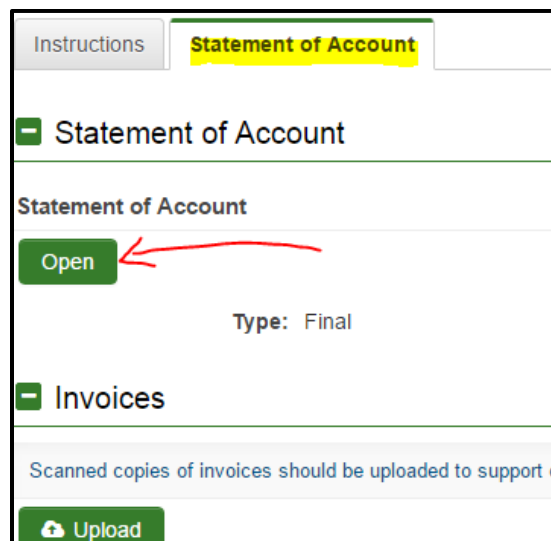 Instructions
Statement of Account
Statement of Account
Statement of Account
Open
Type: Final
Invoices
Scanned copies of invoices should be uploaded to support
Upload